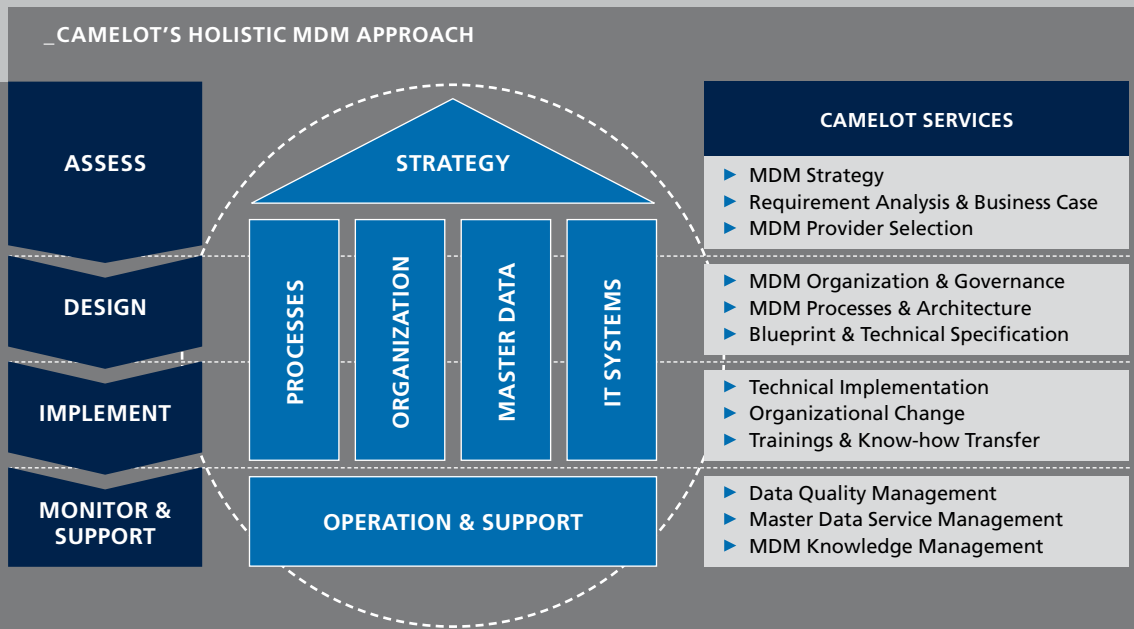 _CAMELOT'S HOLISTIC MDM APPROACH
ASSESS
DESIGN
IMPLEMENT
MONITOR &
SUPPORT
STRATEGY
PROCESSES
ORGANIZATION
MASTER DATA
IT SYSTEMS
OPERATION & SUPPORT
CAMELOT SERVICES
► MDM Strategy
► Requirement Analysis & Business Case
► MDM Provider Selection
► MDM Organization & Governance
► MDM Processes & Architecture
► Blueprint & Technical Specification
► Technical Implementation
► Organizational Change
► Trainings & Know-how Transfer
► Data Quality Management
► Master Data Service Management
► MDM Knowledge Management